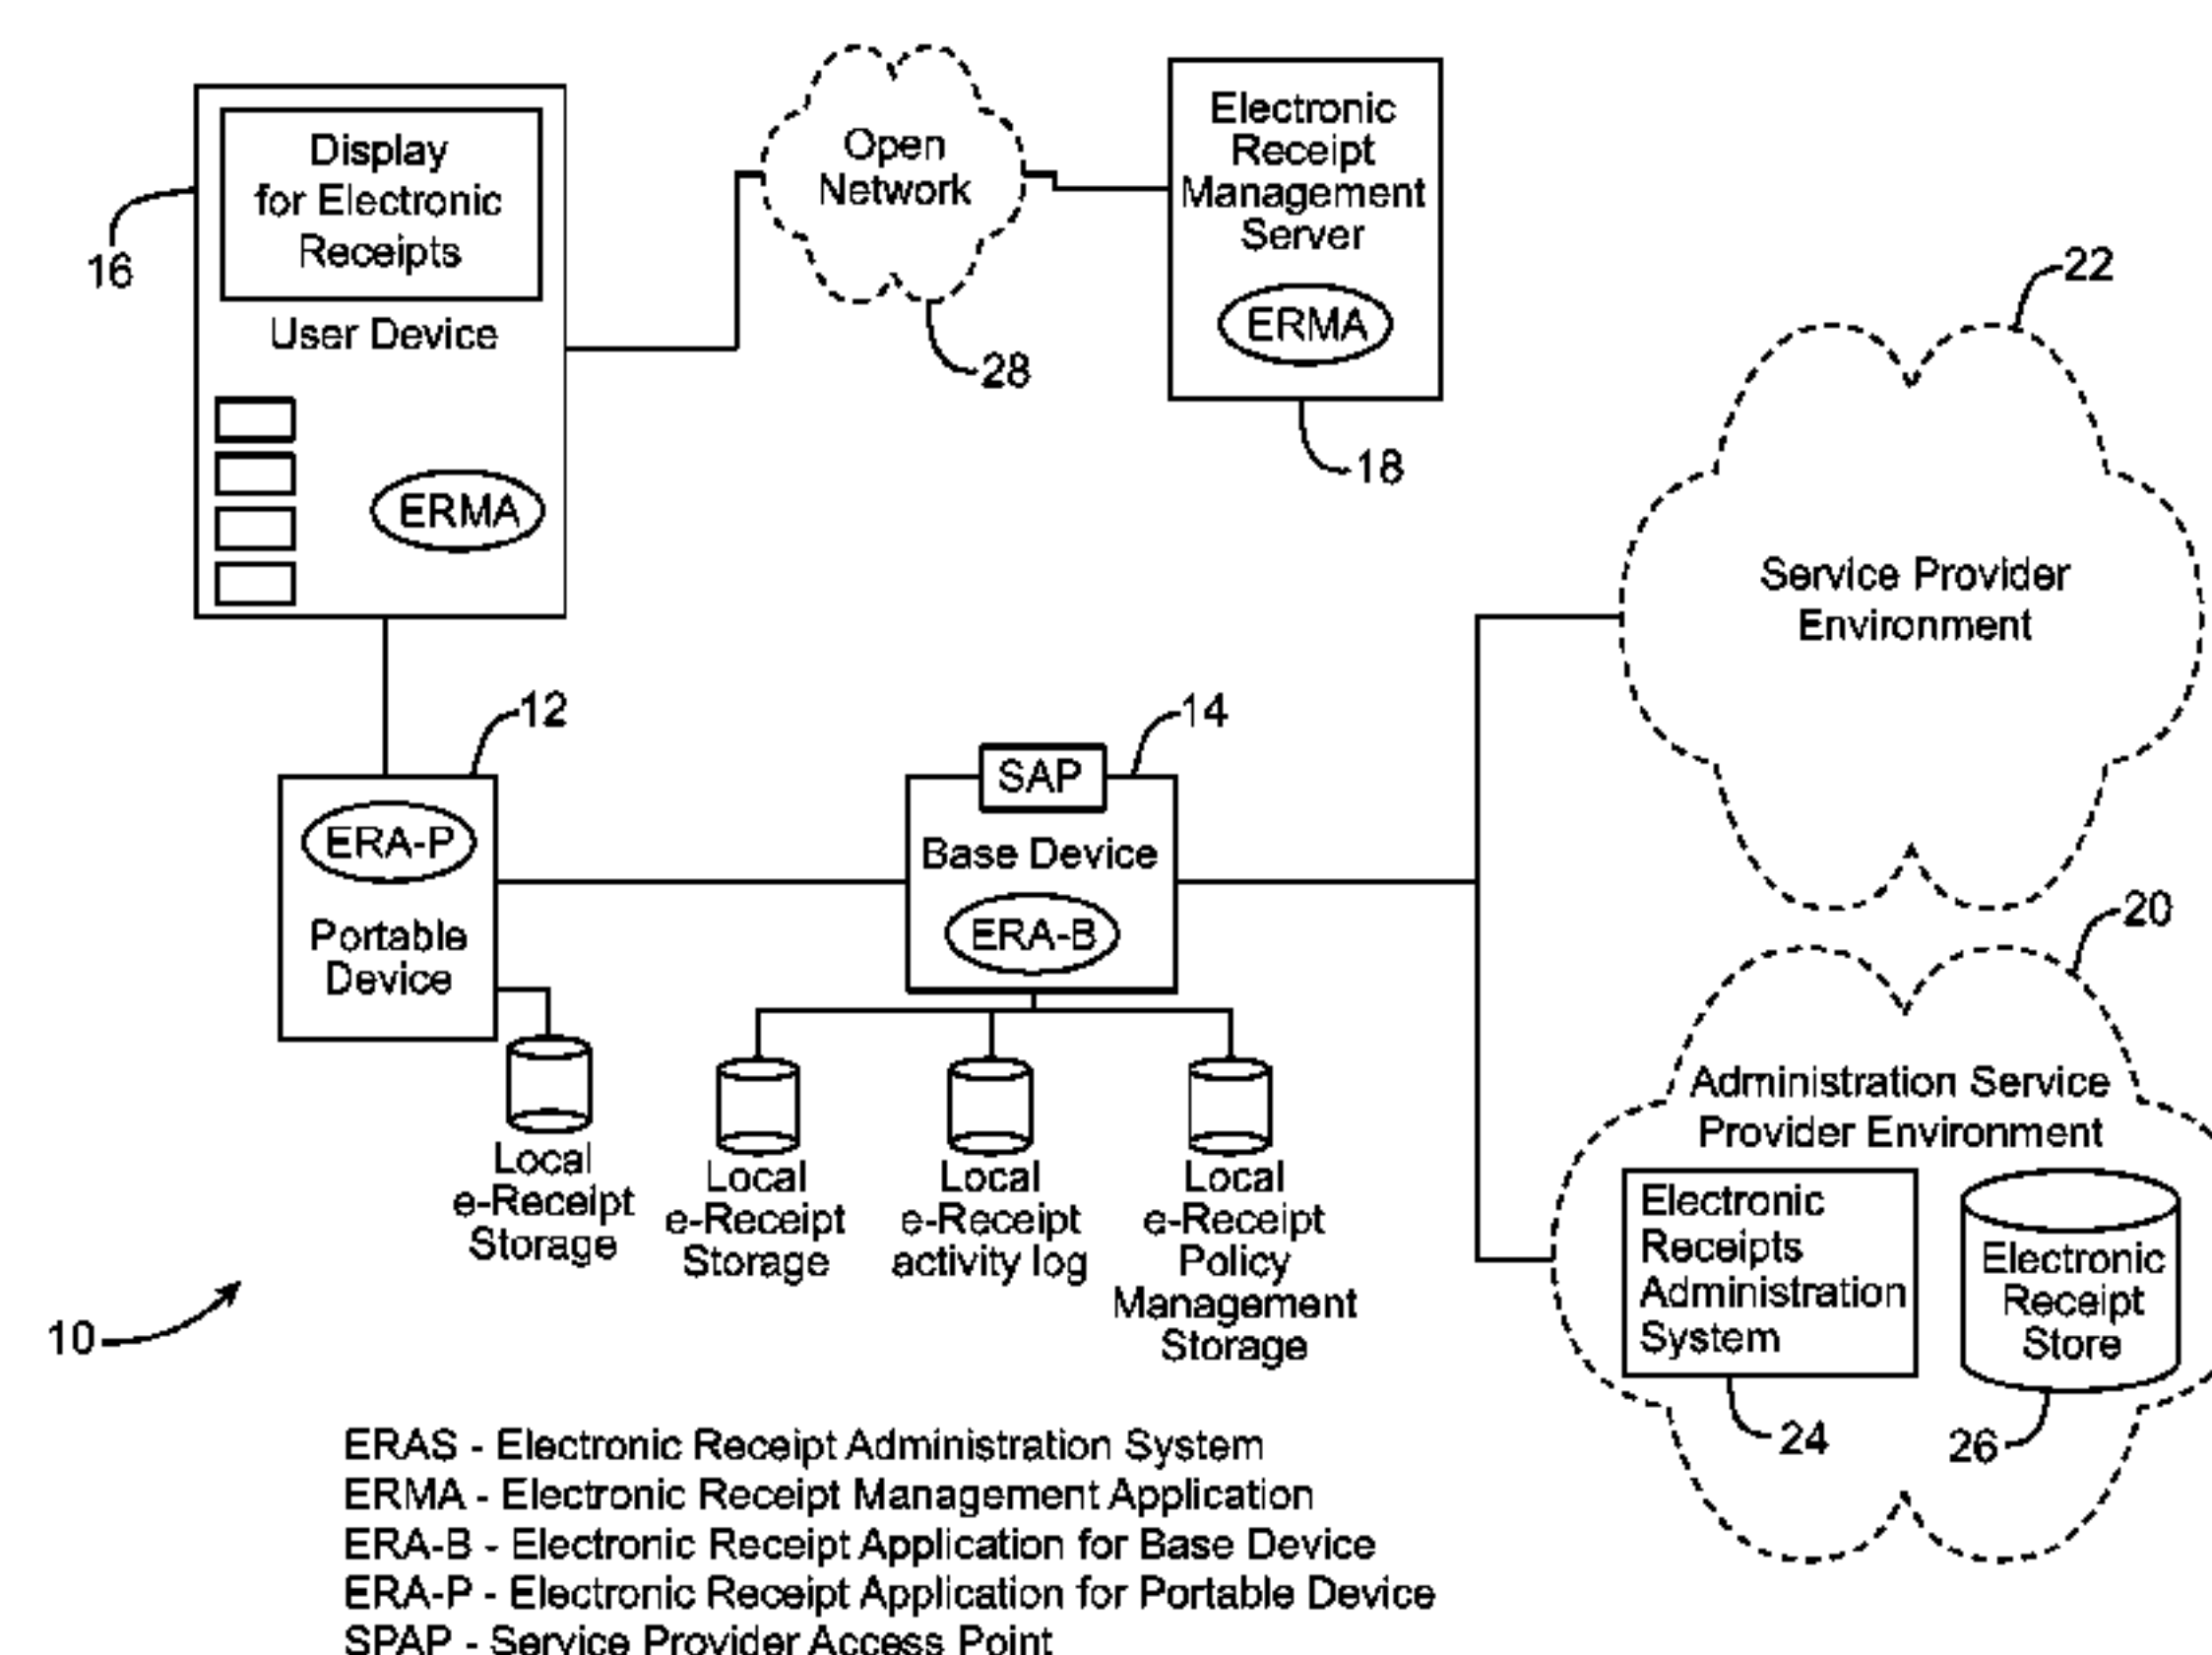 Display
for Electronic
Receipts
User Device
ERMA
16
Open
Network
28
Electronic
Receipt
Management
Server
ERMA
18
22
Service Provider
Environment
12
ERA-P
Portable
Device
Local
e-Receipt
Storage
14
SAP
Base Device
ERA-B
Local
e-Receipt
Storage
Local
e-Receipt
activity log
Local
e-Receipt
Policy
Management
Storage
20
Administration Service
Provider Environment
Electronic
Receipts
Administration
System
24
Electronic
Receipt
Store
26
10
ERAS - Electronic Receipt Administration System
ERMA - Electronic Receipt Management Application
ERA-B - Electronic Receipt Application for Base Device
ERA-P - Electronic Receipt Application for Portable Device
SPAP - Service Provider Access Point